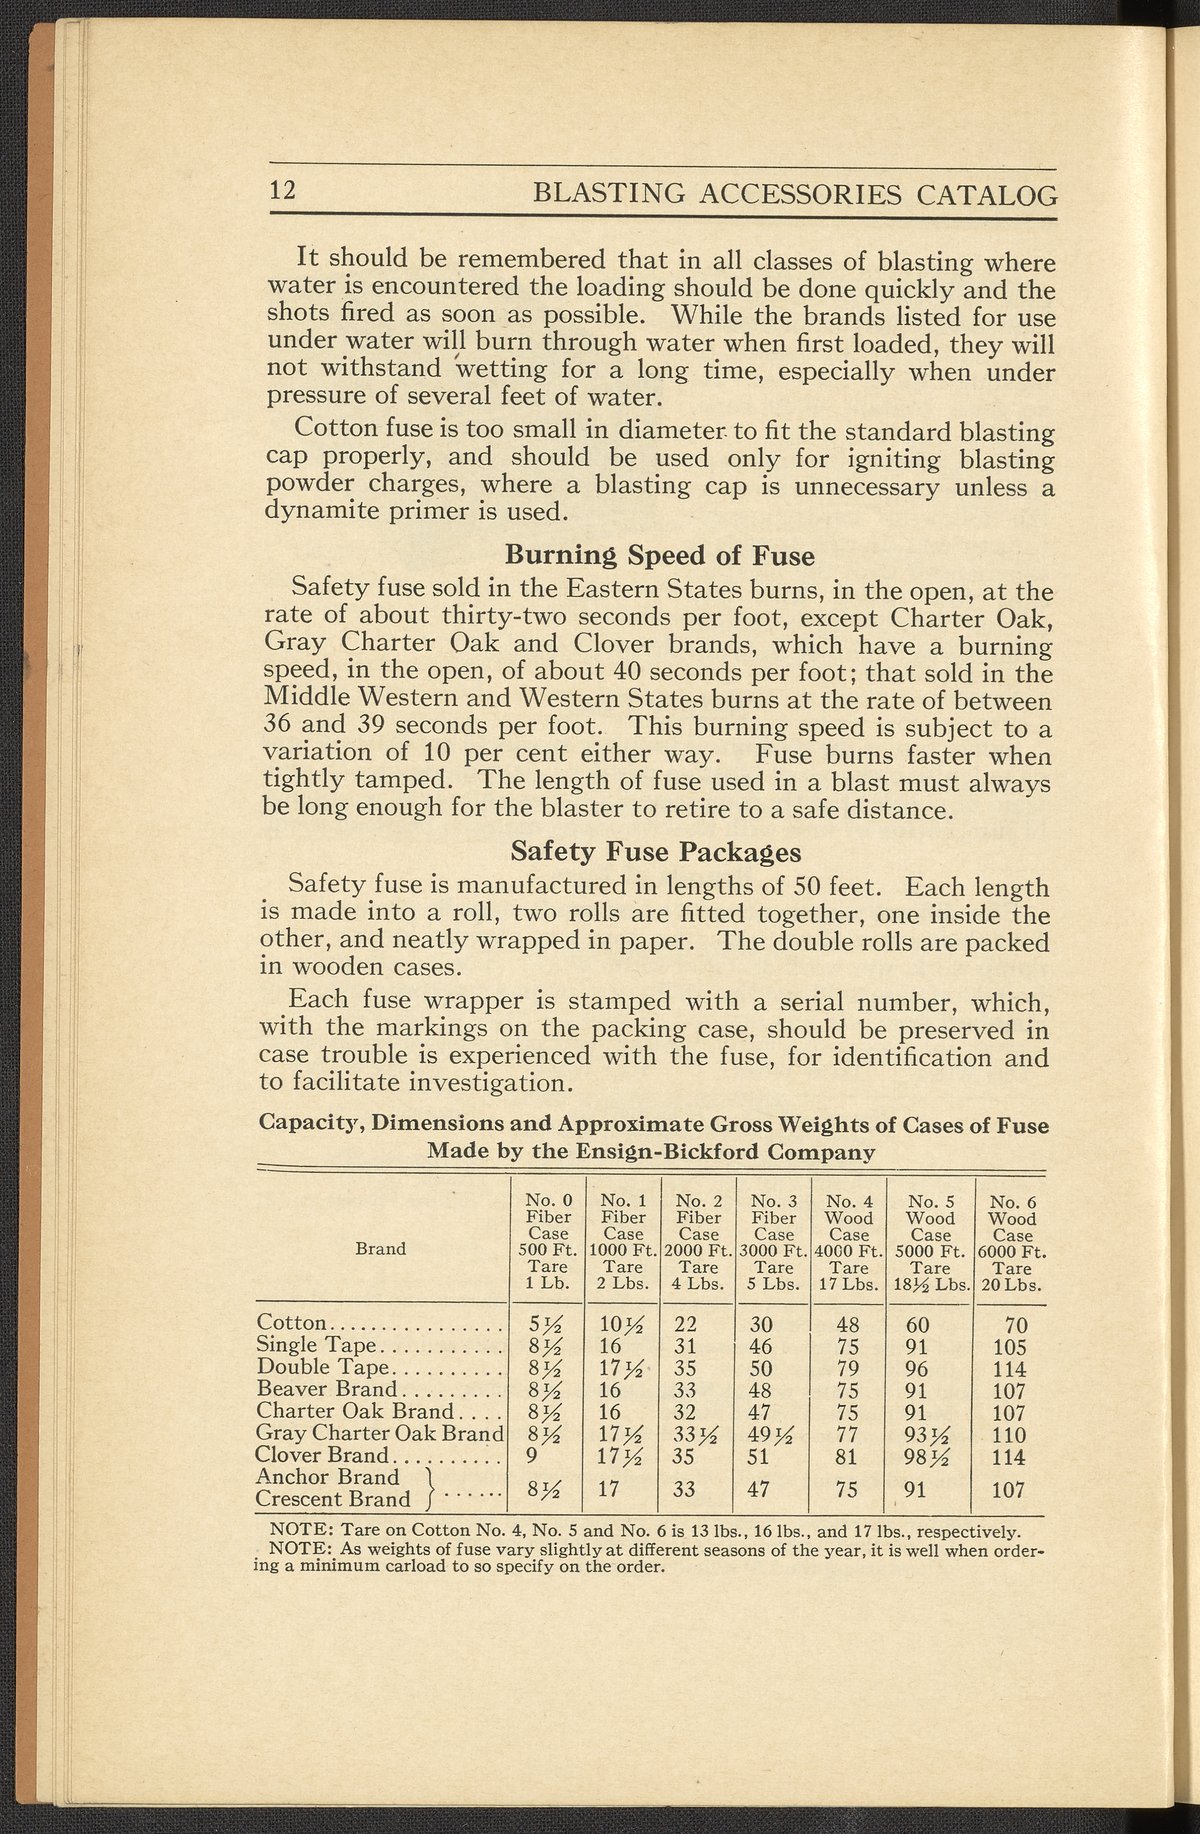 12 BLASTING ACCESSORIES CATALOG
It should be remembered that in all classes of blasting where
water is encountered the loading should be done quickly and the
shots fired as soon as possible. While the brands listed for use
under water will burn through water when first loaded, they will
not withstand wetting for a long time, especially when under
pressure of several feet of water.
Cotton fuse is too small in diameter to fit the standard blasting
cap properly, and should be used only for igniting blasting
powder charges, where a blasting cap is unnecessary unless a
dynamite primer is used.
Burning Speed of Fuse
Safety fuse sold in the Eastern States burns, in the open, at the
rate of about thirty-two seconds per foot, except Charter Oak,
Gray Charter Oak and Clover brands, which have a burning
speed, in the open, of about 40 seconds per foot; that sold in the
Middle Western and Western States burns at the rate of between
36 and 39 seconds per foot. This burning speed is subject to a
variation of 10 per cent either way. Fuse burns faster when
tightly tamped. The length of fuse used in a blast must always
be long enough for the blaster to retire to a safe distance.
Safety Fuse Packages
Safety fuse is manufactured in lengths of 50 feet. Each length
is made into a roll, two rolls are fitted together, one inside the
other, and neatly wrapped in paper. The double rolls are packed
in wooden cases.
Each fuse wrapper is stamped with a serial number, which,
with the markings on the packing case, should be preserved in
case trouble is experienced with the fuse, for identification and
to facilitate investigation.
Capacity, Dimensions and Approximate Gross Weights of Cases of Fuse
Made by the Ensign-Bickford Company
No. 0 No. 1 No. 2 No. 3 No. 4 No. 5 No. 6
Fiber Fiber Fiber Fiber Wood Wood Wood
Case Case Case Case Case Case Case
Brand 500 Ft. 1000 Ft. 2000 Ft. 3000 Ft. 4000 Ft. 5000 Ft. 6000 Ft.
Tare Tare Tare Tare Tare Tare Tare
1 Lb. 2 Lbs. 4 Lbs. 5 Lbs. 17 Lbs. 18½ Lbs. 20 Lbs.
Cotton................. 5½ 10½ 22 30 48 60 70
Single Tape............ 8½ 16 31 46 75 91 105
Double Tape........... 8½ 17½ 35 50 79 96 114
Beaver Brand.......... 8½ 16 33 48 75 91 107
Charter Oak Brand.... 8½ 16 32 47 75 91 107
Gray Charter Oak Brand 8½ 17½ 33½ 49½ 77 93½ 110
Clover Brand........... 9 17½ 35 51 81 98½ 114
Anchor Brand
Crescent Brand } ...... 8½ 17 33 47 75 91 107
NOTE: Tare on Cotton No. 4, No. 5 and No. 6 is 13 lbs., 16 lbs., and 17 lbs., respectively.
NOTE: As weights of fuse vary slightly at different seasons of the year, it is well when order-
ing a minimum carload to so specify on the order.